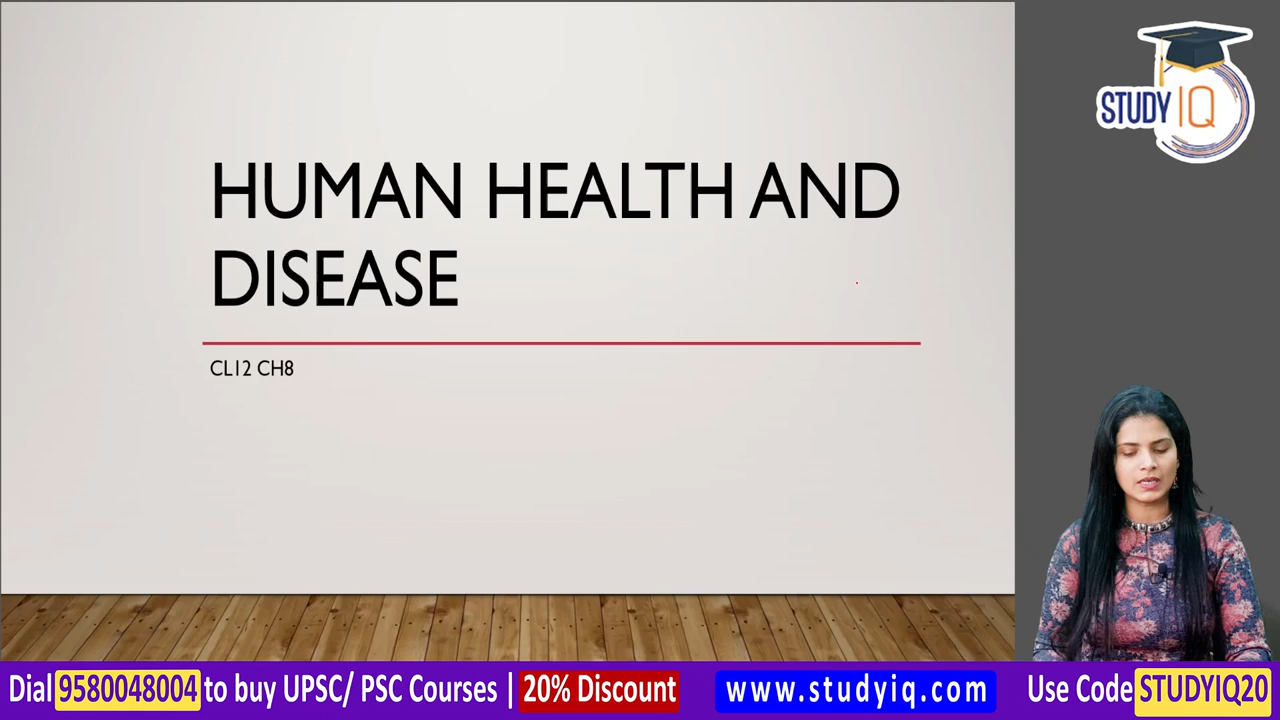 STUDY IQ
HUMAN HEALTH AND
DISEASE
CL12 CH8
Dial 9580048004 to buy UPSC/ PSC Courses | 20% Discount www.studyiq.com Use Code STUDYIQ20